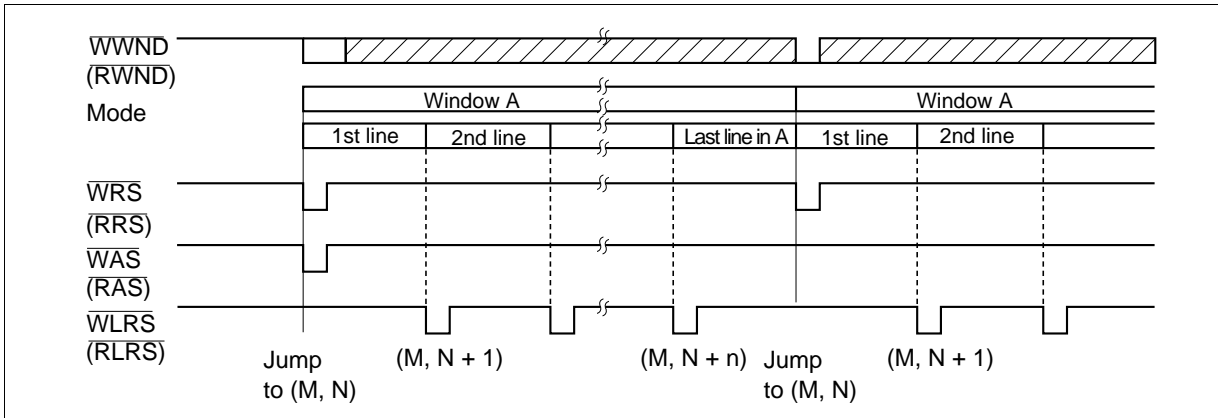 WWND
(RWND)
Mode
Window A
Window A
1st line
2nd line
Last line in A
1st line
2nd line
WRS
(RRS)
WAS
(RAS)
WLRS
(RLRS)
Jump
to (M, N)
(M, N + 1)
(M, N + n)
Jump
to (M, N)
(M, N + 1)